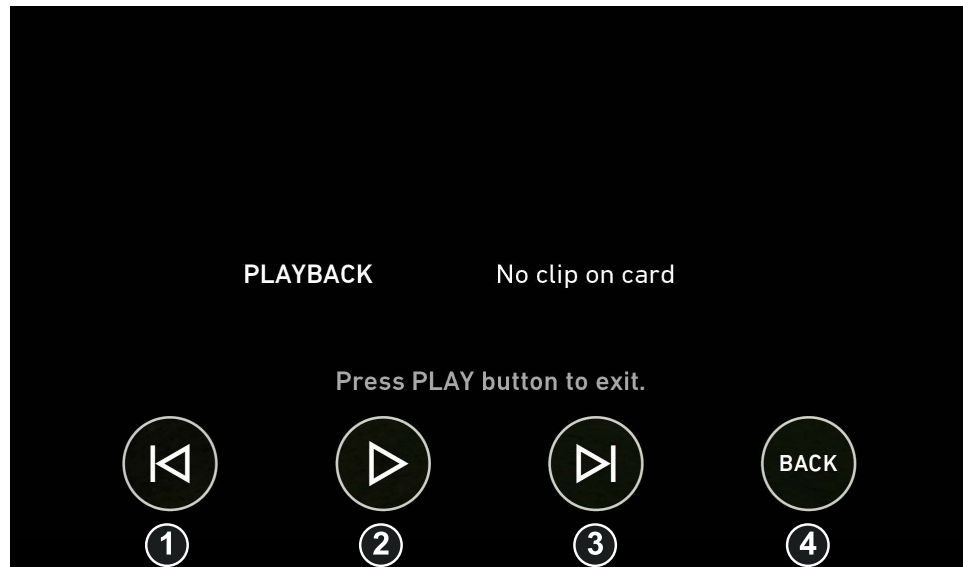 PLAYBACK No clip on card
Press PLAY button to exit.
BACK
1 2 3 4